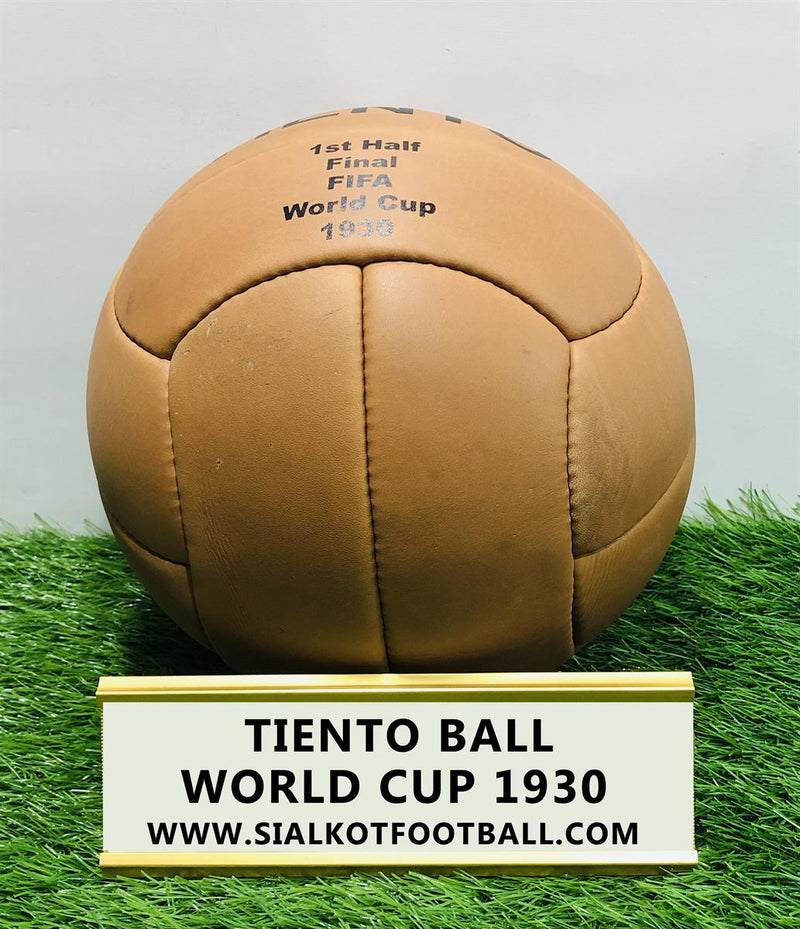 1st Half
Final
FIFA
World Cup
1930
TIENTO BALL
WORLD CUP 1930
WWW.SIALKOTFOOTBALL.COM